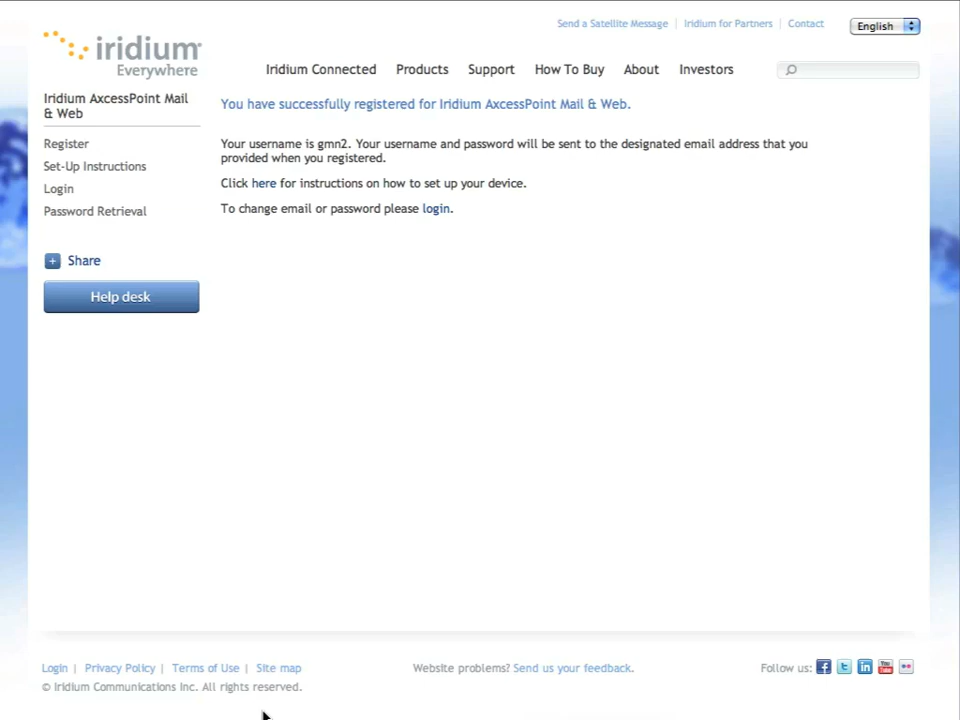 Send a Satellite Message | Iridium for Partners | Contact
English
iridium
Everywhere
Iridium Connected Products Support How To Buy About Investors
Iridium AxcessPoint Mail
& Web
Register
Set-Up Instructions
Login
Password Retrieval
+ Share
Help desk
You have successfully registered for Iridium AxcessPoint Mail & Web.
Your username is gmn2. Your username and password will be sent to the designated email address that you
provided when you registered.
Click here for instructions on how to set up your device.
To change email or password please login.
Login | Privacy Policy | Terms of Use | Site map
© Iridium Communications Inc. All rights reserved.
Website problems? Send us your feedback.
Follow us: f t in You Tube